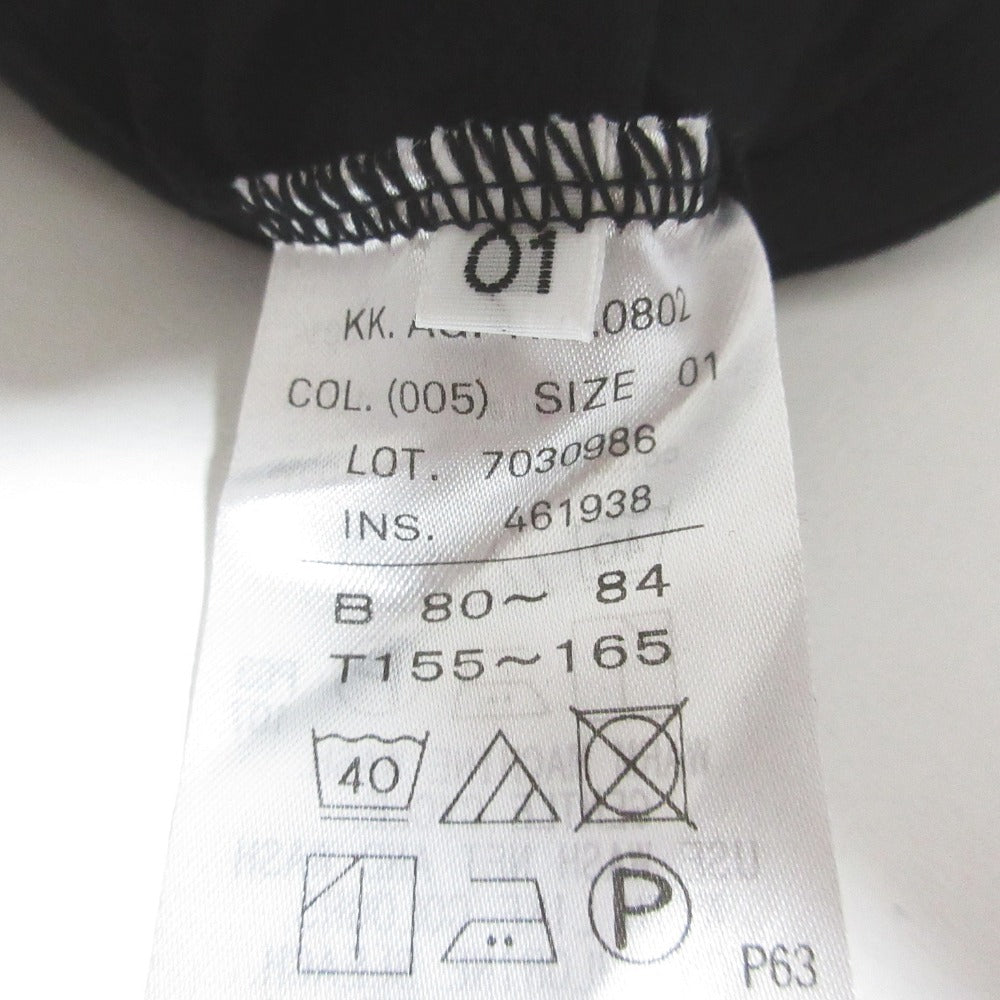 01
KK. .0802
COL. (005) SIZE 01
LOT. 7030986
INS. 461938
B 80~ 84
T155~165
40
P
P63